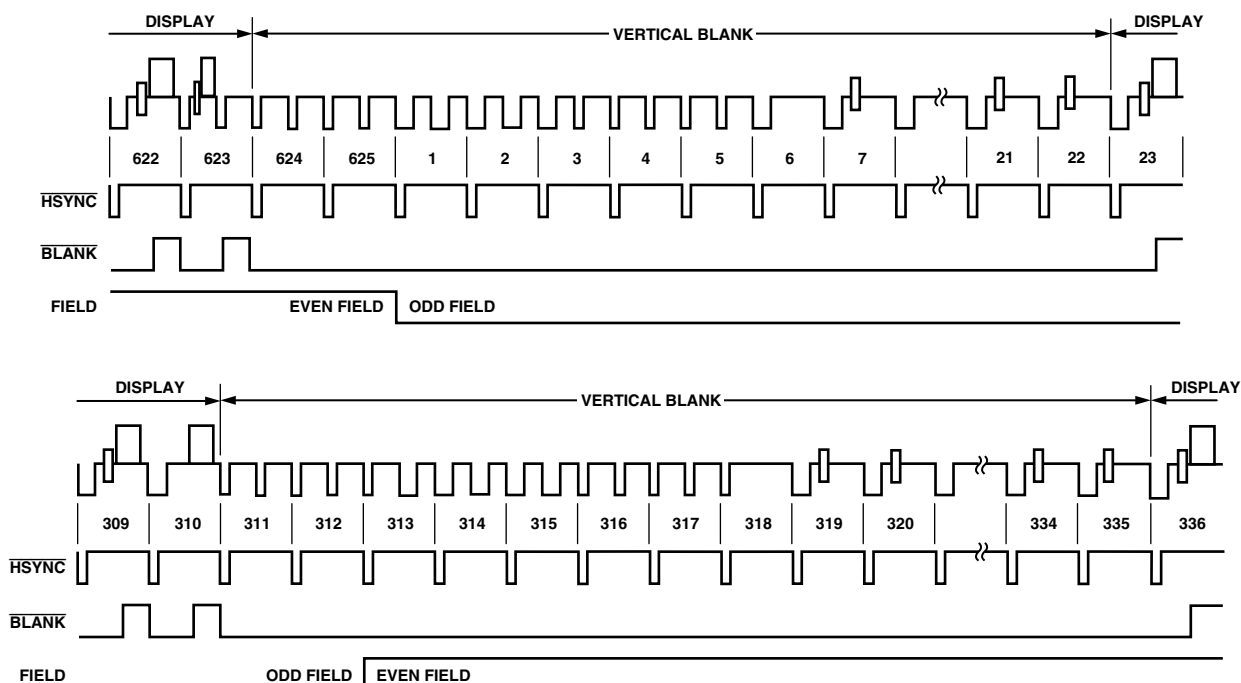 DISPLAY VERTICAL BLANK DISPLAY
622 623 624 625 1 2 3 4 5 6 7 21 22 23
HSYNC
BLANK
FIELD EVEN FIELD ODD FIELD
DISPLAY VERTICAL BLANK DISPLAY
309 310 311 312 313 314 315 316 317 318 319 320 334 335 336
HSYNC
BLANK
FIELD ODD FIELD EVEN FIELD